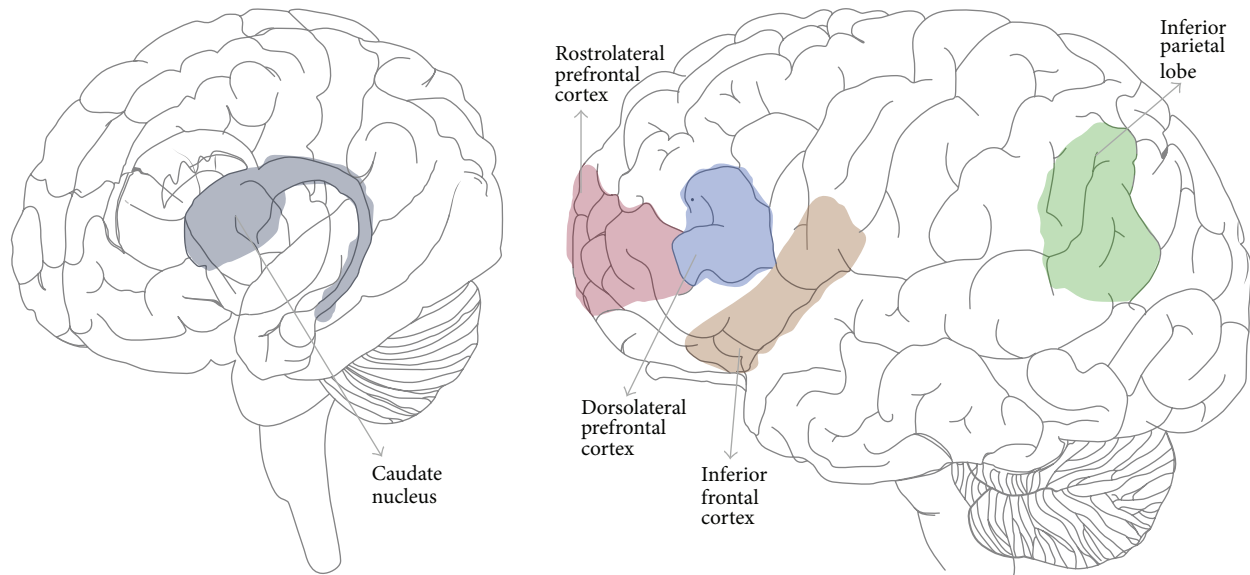 Caudate
nucleus
Rostrolateral
prefrontal
cortex
Dorsolateral
prefrontal
cortex
Inferior
frontal
cortex
Inferior
parietal
lobe